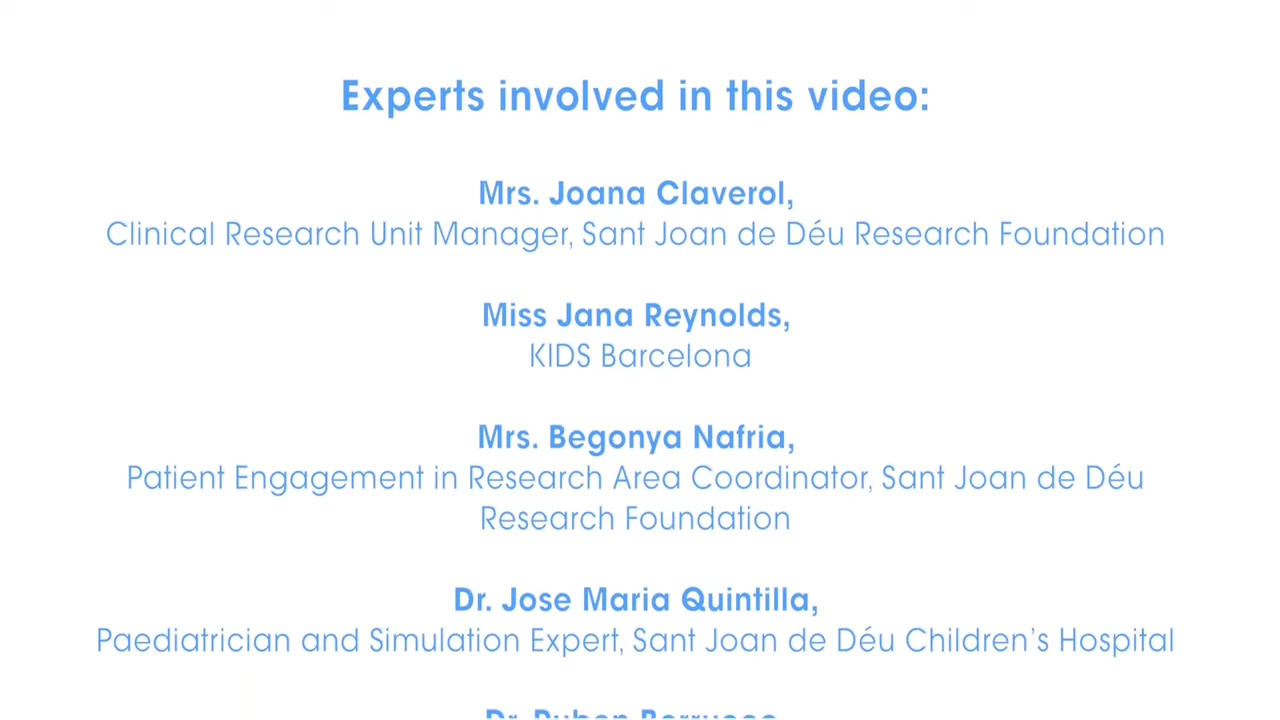 Experts involved in this video:
Mrs. Joana Claverol,
Clinical Research Unit Manager, Sant Joan de Déu Research Foundation
Miss Jana Reynolds,
KIDS Barcelona
Mrs. Begonya Nafria,
Patient Engagement in Research Area Coordinator, Sant Joan de Déu
Research Foundation
Dr. Jose Maria Quintilla,
Paediatrician and Simulation Expert, Sant Joan de Déu Children's Hospital
Dr. Ruben